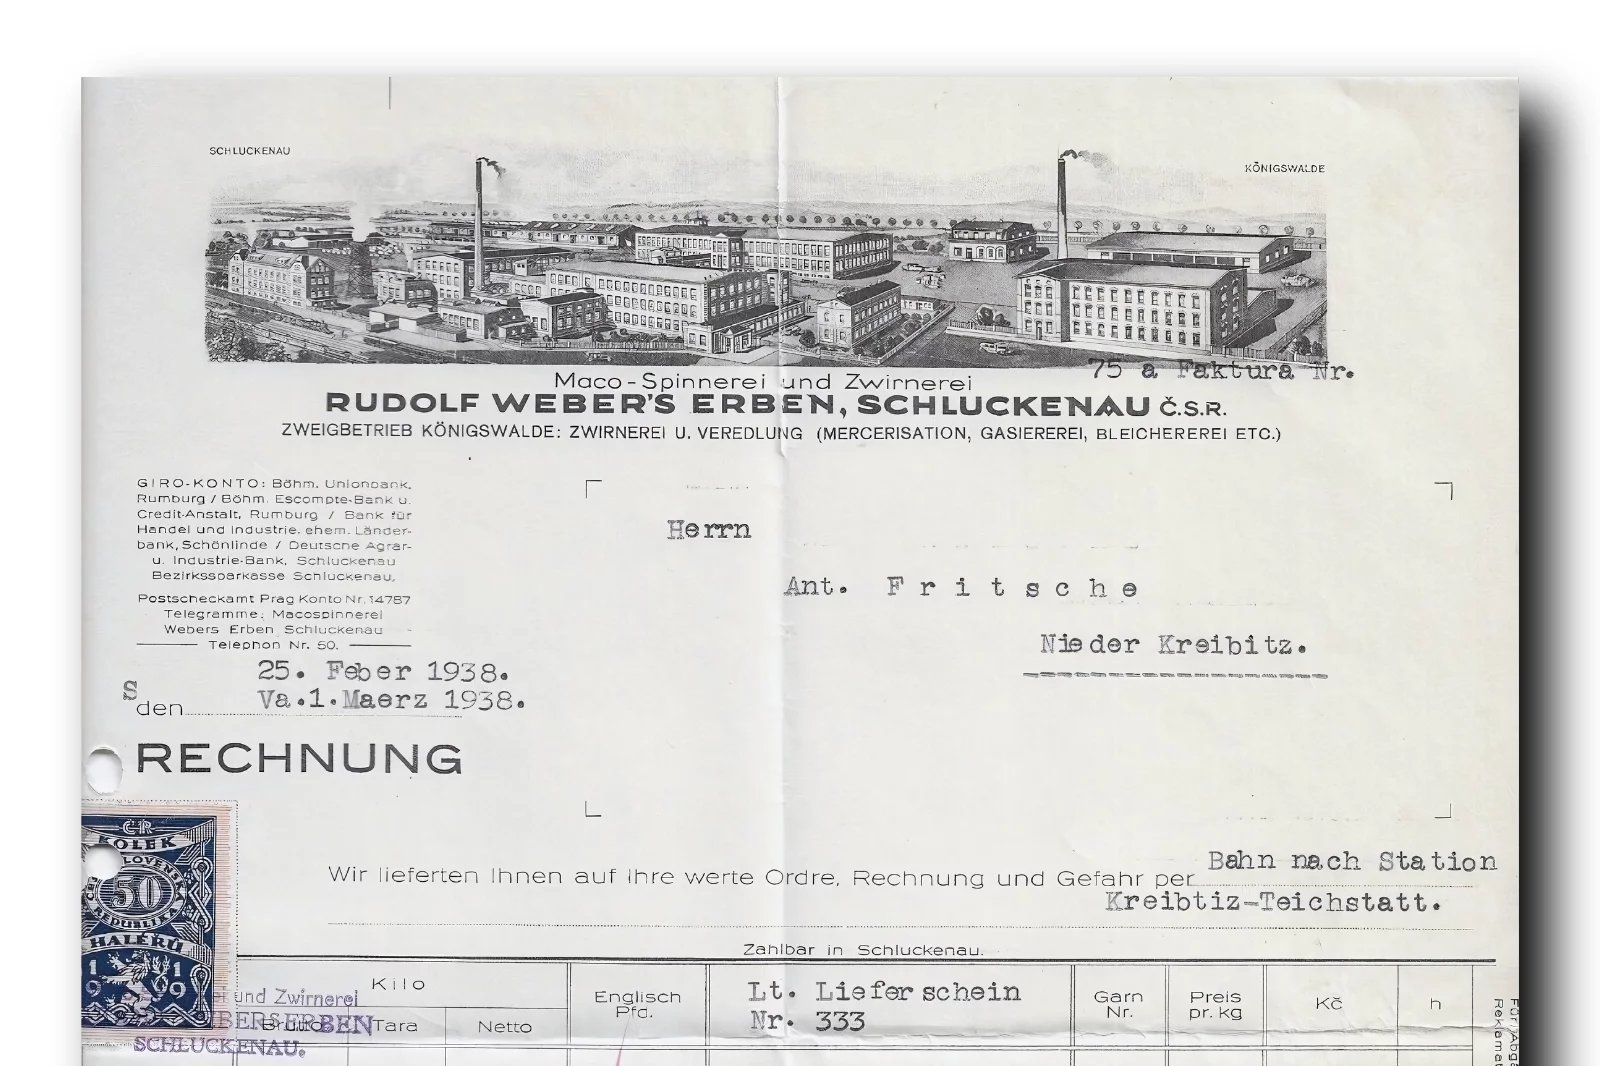 SCHLUCKENAU
KÖNIGSWALDE
75 a Faktura Nr.
Maco-Spinnerei und Zwirnerei
RUDOLF WEBER'S ERBEN, SCHLUCKENAU Č.S.R.
ZWEIGBETRIEB KÖNIGSWALDE: ZWIRNEREI U. VEREDLUNG (MERCERISATION, GASIEREREI, BLEICHEREREI ETC.)
GIRO-KONTO: Böhm. Unionbank,
Rumburg / Böhm. Escompte-Bank u.
Credit-Anstalt, Rumburg / Bank für
Handel und Industrie, ehem. Länder-
bank, Schönlinde / Deutsche Agrar-
u. Industrie-Bank, Schluckenau
Bezirkssparkasse Schluckenau.
Postscheckamt Prag Konto Nr. 14787
Telegramme: Macospinnerei
Webers Erben Schluckenau
Telephon Nr. 50.
Herrn
Ant. Fritsche
Nieder Kreibitz.
25. Feber 1938.
S
den Va.1.Maerz 1938.
RECHNUNG
ČR
KOLEK
50
REPUBLIKA
HALÉŘŮ
1919
Wir lieferten Ihnen auf Ihre werte Ordre, Rechnung und Gefahr per Bahn nach Station
Kreibtiz-Teichstatt.
Zahlbar in Schluckenau.
Kilo
Brutto Tara Netto
Englisch
Pfd.
Lt. Lieferschein
Nr. 333
Garn
Nr.
Preis
pr. kg
Kč
h
und Zwirnerei
BERS ERBEN
SCHLUCKENAU.